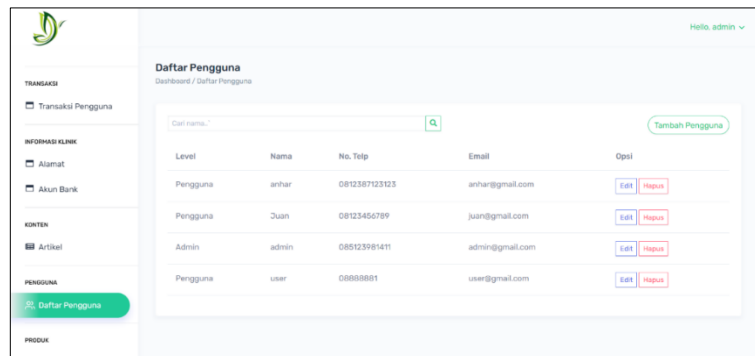 Hello, admin
Daftar Pengguna
Dashboard / Daftar Pengguna
TRANSAKSI
Transaksi Pengguna
INFORMASI KLINIK
Alamat
Akun Bank
KONTEN
Artikel
PENGGUNA
Daftar Pengguna
PRODUK
Cari nama.."
Tambah Pengguna
Level Nama No. Telp Email Opsi
Pengguna anhar 0812387123123 anhar@gmail.com Edit Hapus
Pengguna Juan 08123456789 juan@gmail.com Edit Hapus
Admin admin 085123981411 admin@gmail.com Edit Hapus
Pengguna user 08888881 user@gmail.com Edit Hapus